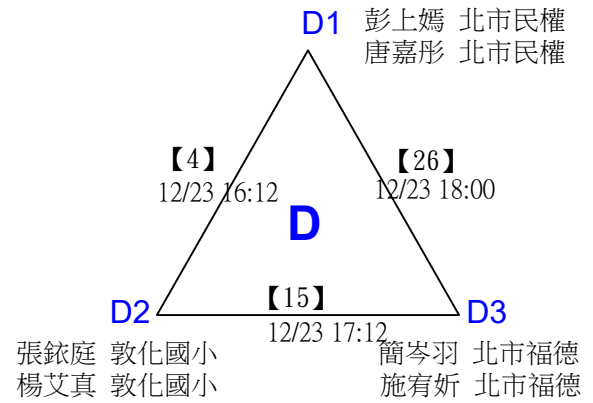 D1 彭上嫣 北市民權
唐嘉彤 北市民權
【4】
12/23 16:12
【26】
12/23 18:00
D
【15】
12/23 17:12
D2
D3
張銥庭 敦化國小
楊艾真 敦化國小
簡岑羽 北市福德
施宥妡 北市福德